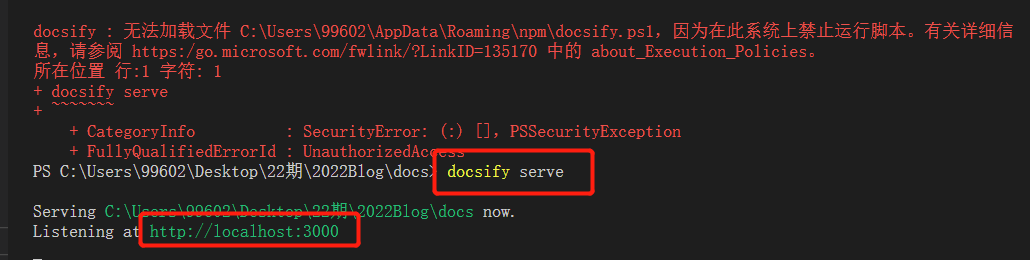 docsify : 无法加载文件 C:\Users\99602\AppData\Roaming\npm\docsify.ps1，因为在此系统上禁止运行脚本。有关详细信
息，请参阅 https:/go.microsoft.com/fwlink/?LinkID=135170 中的 about_Execution_Policies。
所在位置 行:1 字符: 1
+ docsify serve
+ ~~~~~~~
+ CategoryInfo          : SecurityError: (:) []，PSSecurityException
+ FullyQualifiedErrorId : UnauthorizedAccess
PS C:\Users\99602\Desktop\22期\2022Blog\docs> docsify serve
Serving C:\Users\99602\Desktop\22期\2022Blog\docs now.
Listening at http://localhost:3000